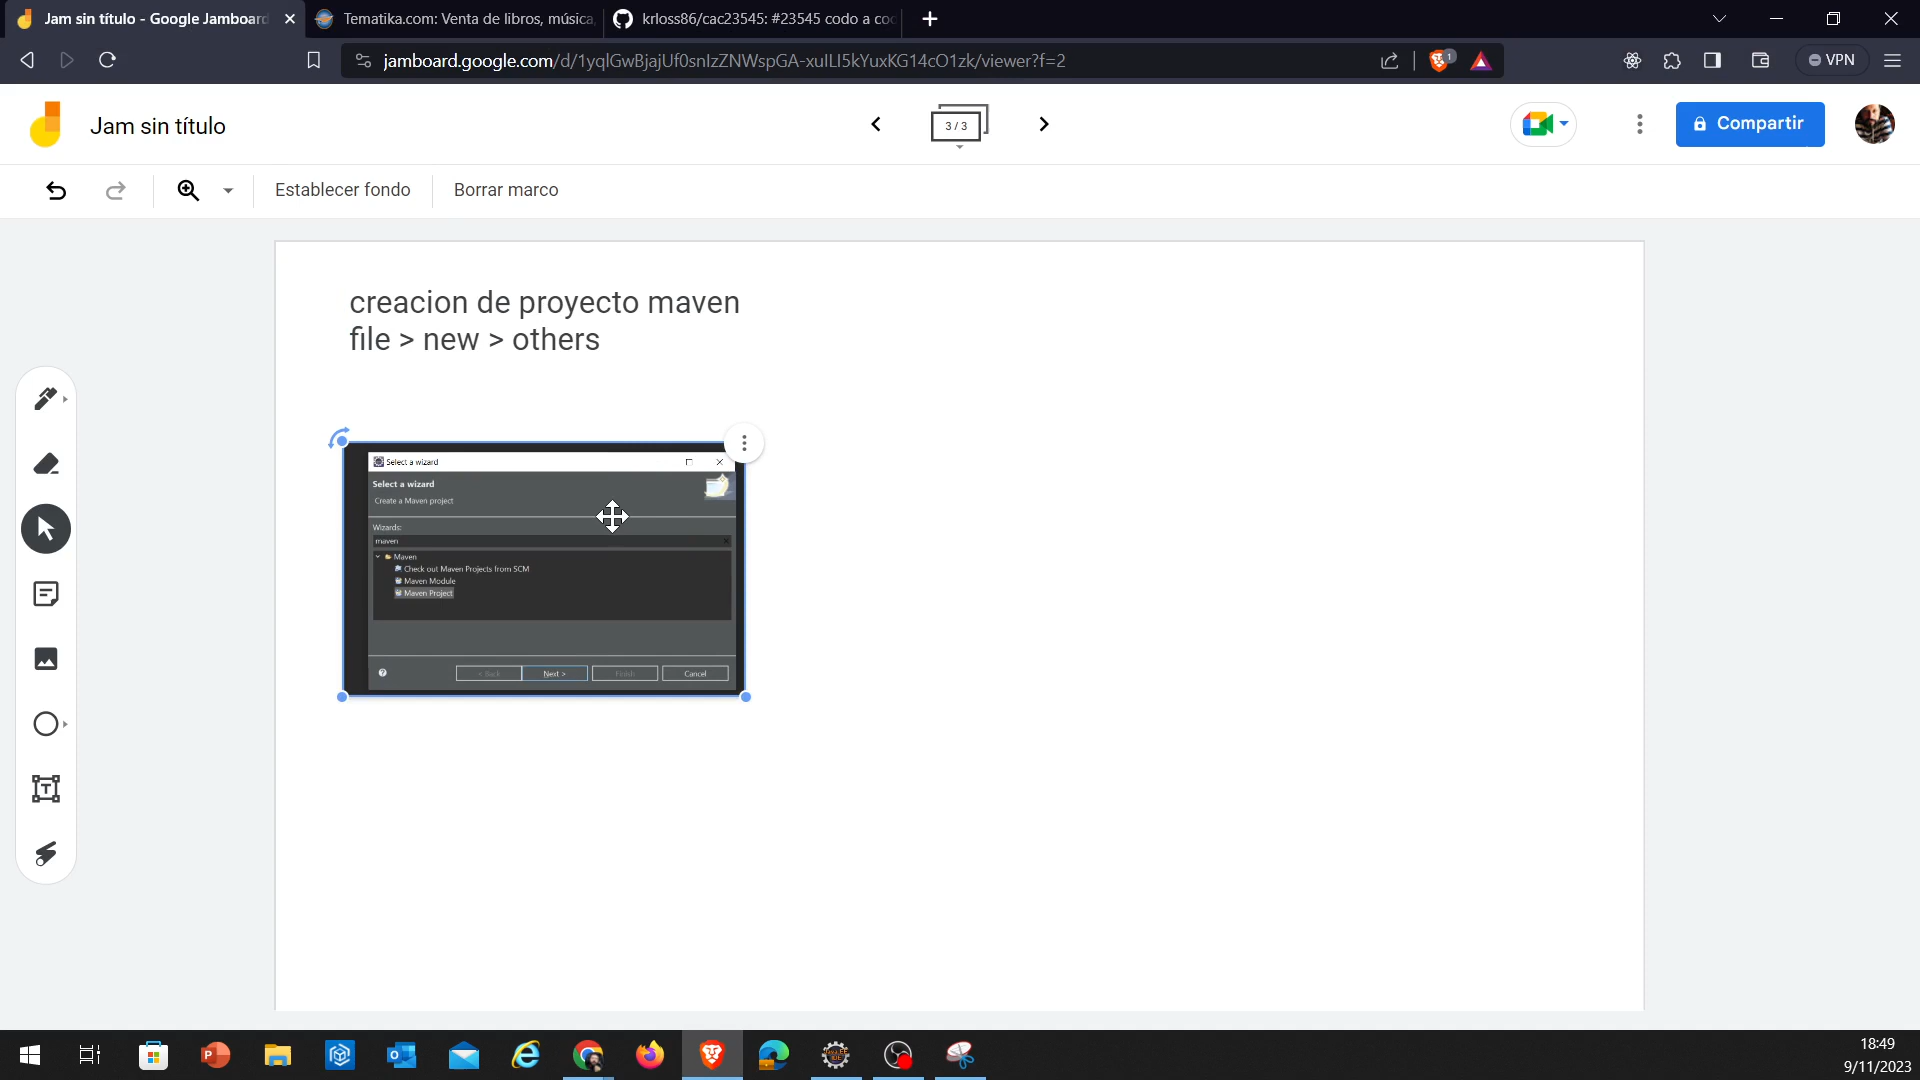 Jam sin título - Google Jamboard
Tematika.com: Venta de libros, música,
krloss86/cac23545: #23545 codo a co
jamboard.google.com/d/1yqlGwBjajUf0snlzZNWspGA-xulLI5kYuxKG14cO1zk/viewer?f=2
1
VPN
Jam sin título
3 / 3
Compartir
Establecer fondo
Borrar marco
creacion de proyecto maven
file > new > others
Select a wizard
Select a wizard
Create a Maven project
Wizards:
maven
Maven
Check out Maven Projects from SCM
Maven Module
Maven Project
< Back
Next >
Finish
Cancel
18:49
9/11/2023